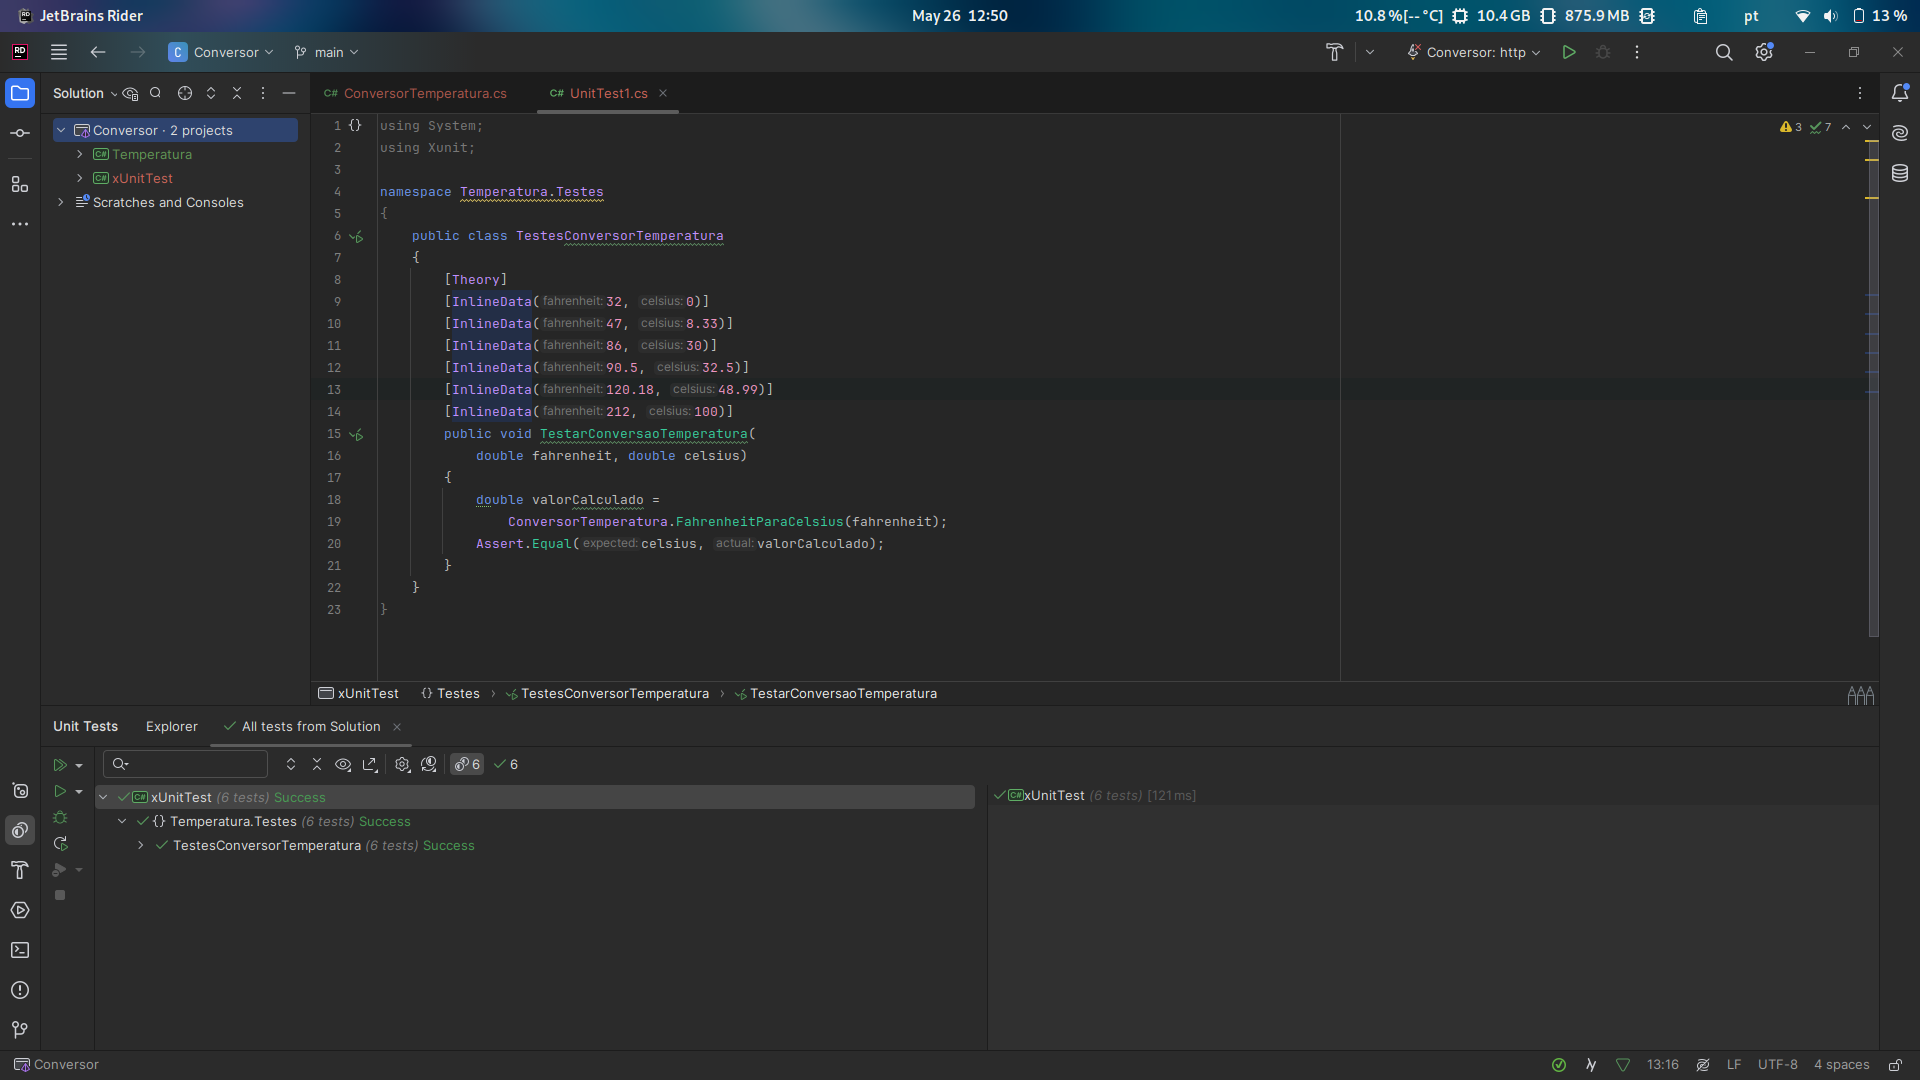 JetBrains Rider
May 26 12:50
10.8 %[-- °C] 10.4 GB 875.9 MB pt 13 %
RD C Conversor main Conversor: http
Solution
C# ConversorTemperatura.cs C# UnitTest1.cs
Conversor · 2 projects
C# Temperatura
C# xUnitTest
Scratches and Consoles
3 7
1 {} using System;
2 using Xunit;
3
4 namespace Temperatura.Testes
5 {
6 public class TestesConversorTemperatura
7 {
8 [Theory]
9 [InlineData(fahrenheit: 32, celsius: 0)]
10 [InlineData(fahrenheit: 47, celsius: 8.33)]
11 [InlineData(fahrenheit: 86, celsius: 30)]
12 [InlineData(fahrenheit: 90.5, celsius: 32.5)]
13 [InlineData(fahrenheit: 120.18, celsius: 48.99)]
14 [InlineData(fahrenheit: 212, celsius: 100)]
15 public void TestarConversaoTemperatura(
16 double fahrenheit, double celsius)
17 {
18 double valorCalculado =
19 ConversorTemperatura.FahrenheitParaCelsius(fahrenheit);
20 Assert.Equal(expected: celsius, actual: valorCalculado);
21 }
22 }
23 }
xUnitTest {} Testes › TestesConversorTemperatura › TestarConversaoTemperatura
Unit Tests Explorer All tests from Solution
6 6
C# xUnitTest (6 tests) Success
{} Temperatura.Testes (6 tests) Success
TestesConversorTemperatura (6 tests) Success
C# xUnitTest (6 tests) [121 ms]
Conversor
13:16 LF UTF-8 4 spaces